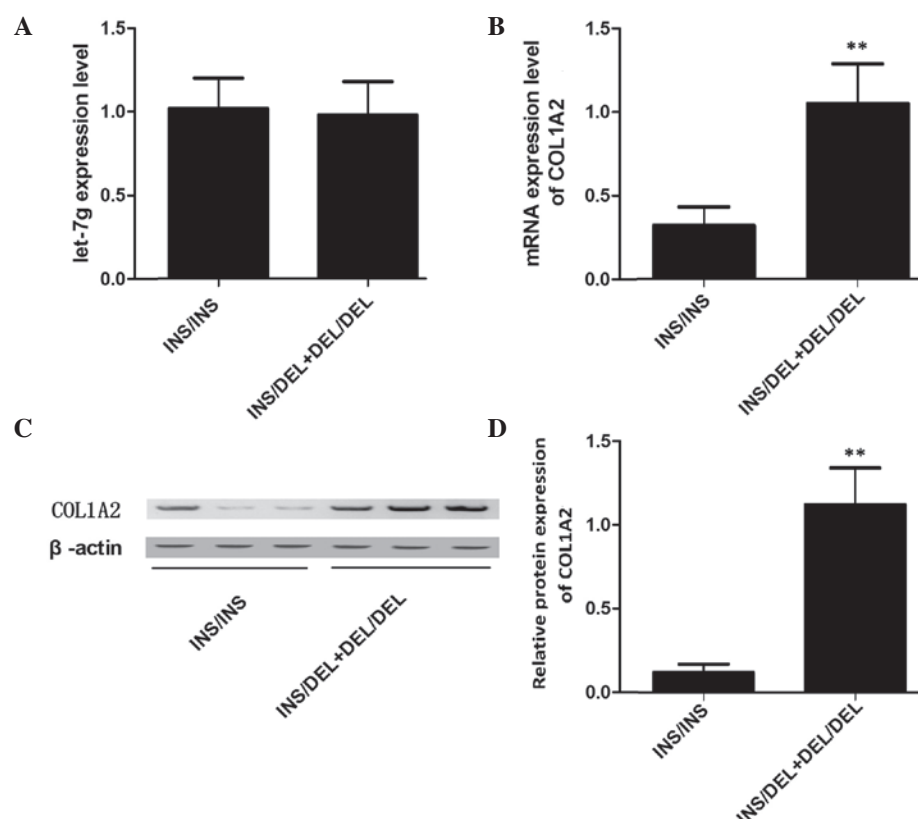 A
let-7g expression level
1.5
1.0
0.5
0.0
INS/INS
INS/DEL+DEL/DEL
B
mRNA expression level
of COL1A2
1.5
1.0
0.5
0.0
**
INS/INS
INS/DEL+DEL/DEL
C
COL1A2
β -actin
INS/INS
INS/DEL+DEL/DEL
D
Relative protein expression
of COL1A2
1.5
1.0
0.5
0.0
**
INS/INS
INS/DEL+DEL/DEL